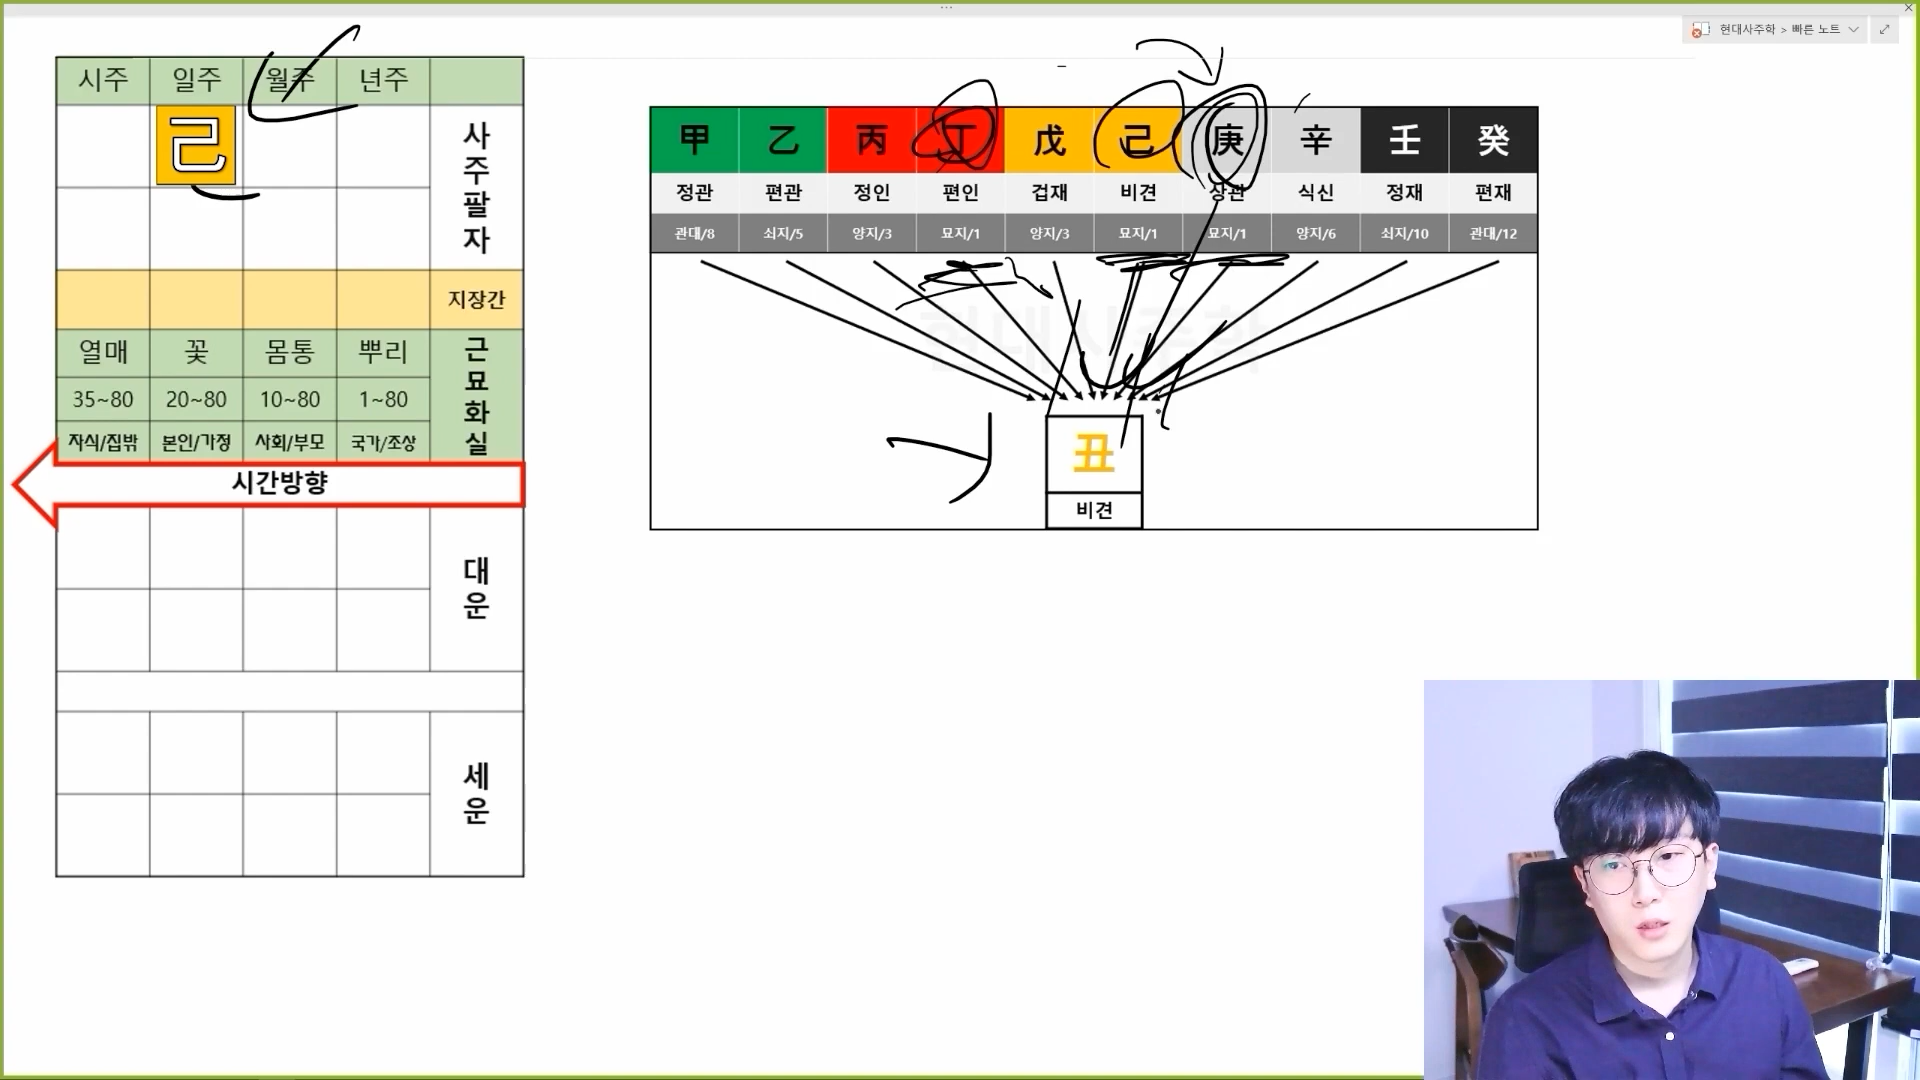 현대사주학 > 빠른 노트
시주 일주 월주 년주
己
사주팔자
지장간
열매 꽃 몸통 뿌리
35~80 20~80 10~80 1~80
자식/집밖 본인/가정 사회/부모 국가/조상
근묘화실
시간방향
대운
세운
甲 乙 丙 丁 戊 己 庚 辛 壬 癸
정관 편관 정인 편인 겁재 비견 상관 식신 정재 편재
관대/8 쇠지/5 양지/3 묘지/1 양지/3 묘지/1 묘지/1 양지/6 쇠지/10 관대/12
현대사주학
丑
비견